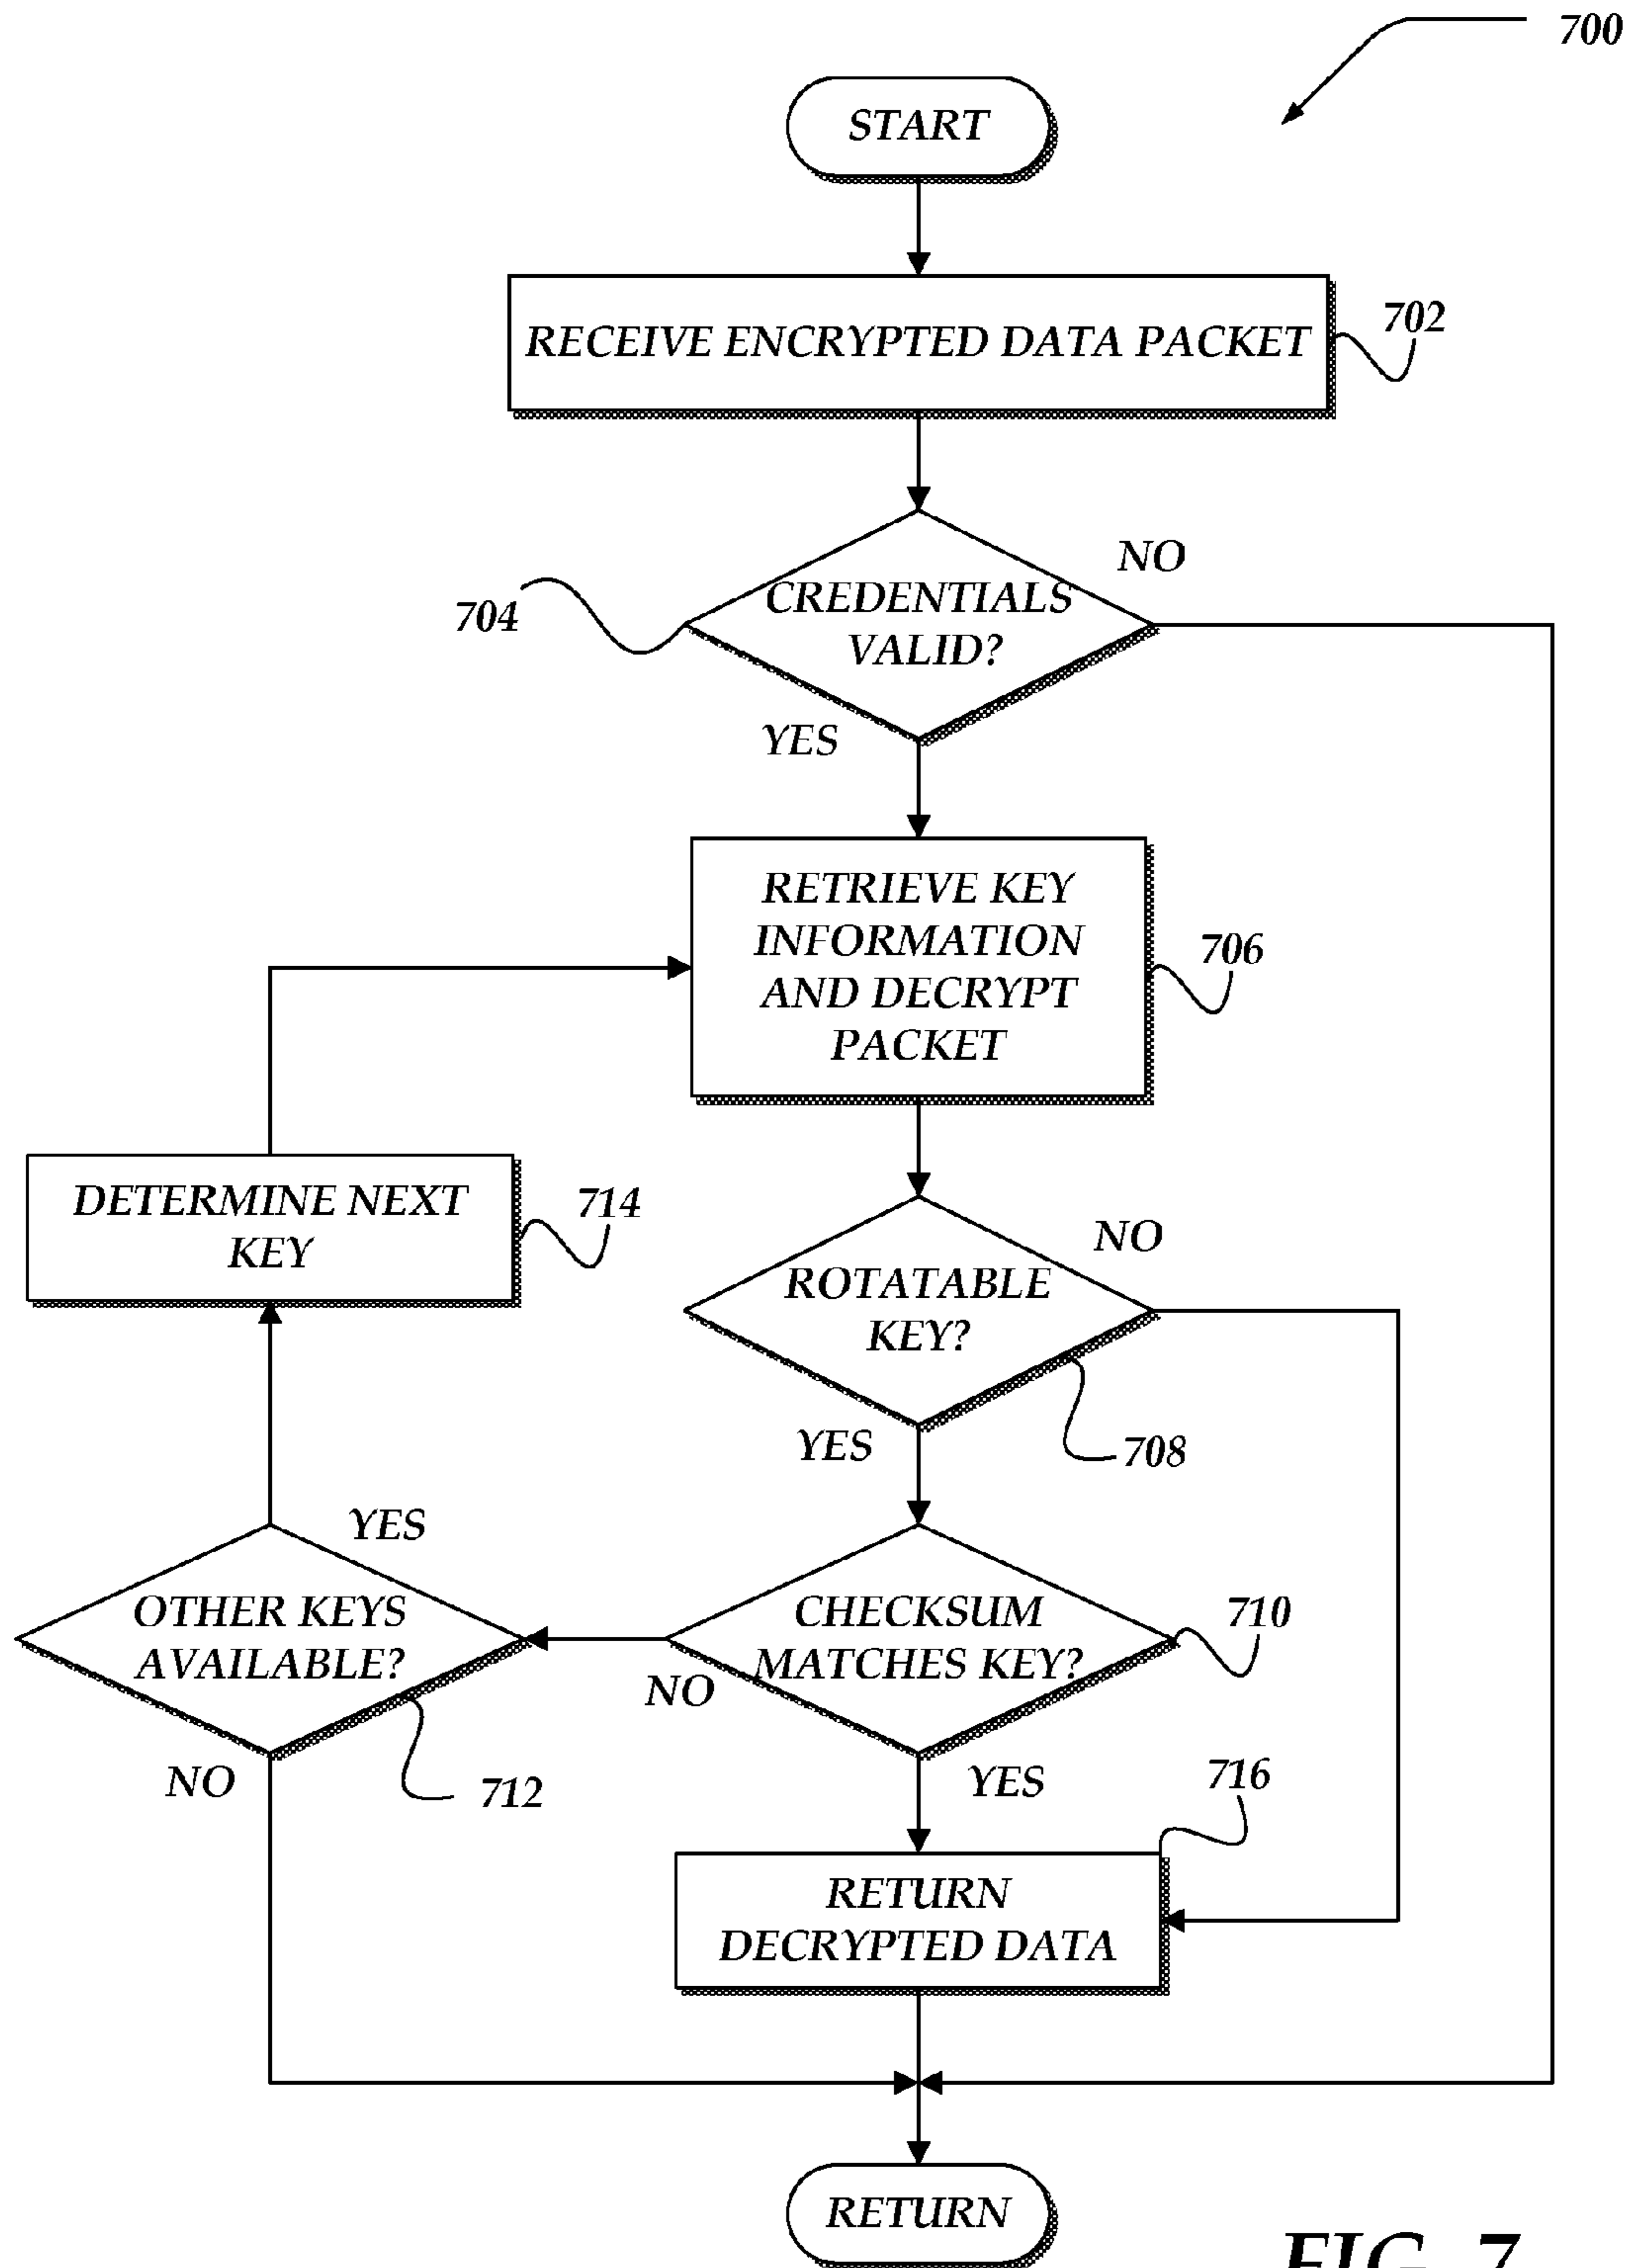 700
START
RECEIVE ENCRYPTED DATA PACKET
702
NO
CREDENTIALS
VALID?
704
YES
RETRIEVE KEY
INFORMATION
AND DECRYPT
PACKET
706
DETERMINE NEXT
KEY
714
NO
ROTATABLE
KEY?
YES
708
YES
OTHER KEYS
AVAILABLE?
CHECKSUM
MATCHES KEY?
710
NO
NO
712
YES
716
RETURN
DECRYPTED DATA
RETURN
FIG. 7